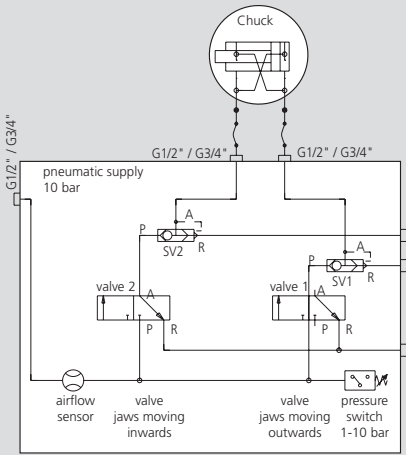 Chuck
G1/2" / G3/4"
G1/2" / G3/4"
G1/2" / G3/4"
pneumatic supply
10 bar
A
P
R
SV2
A
P
R
SV1
valve 2
A
P
R
valve 1
A
P
R
airflow
sensor
valve
jaws moving
inwards
valve
jaws moving
outwards
pressure
switch
1-10 bar